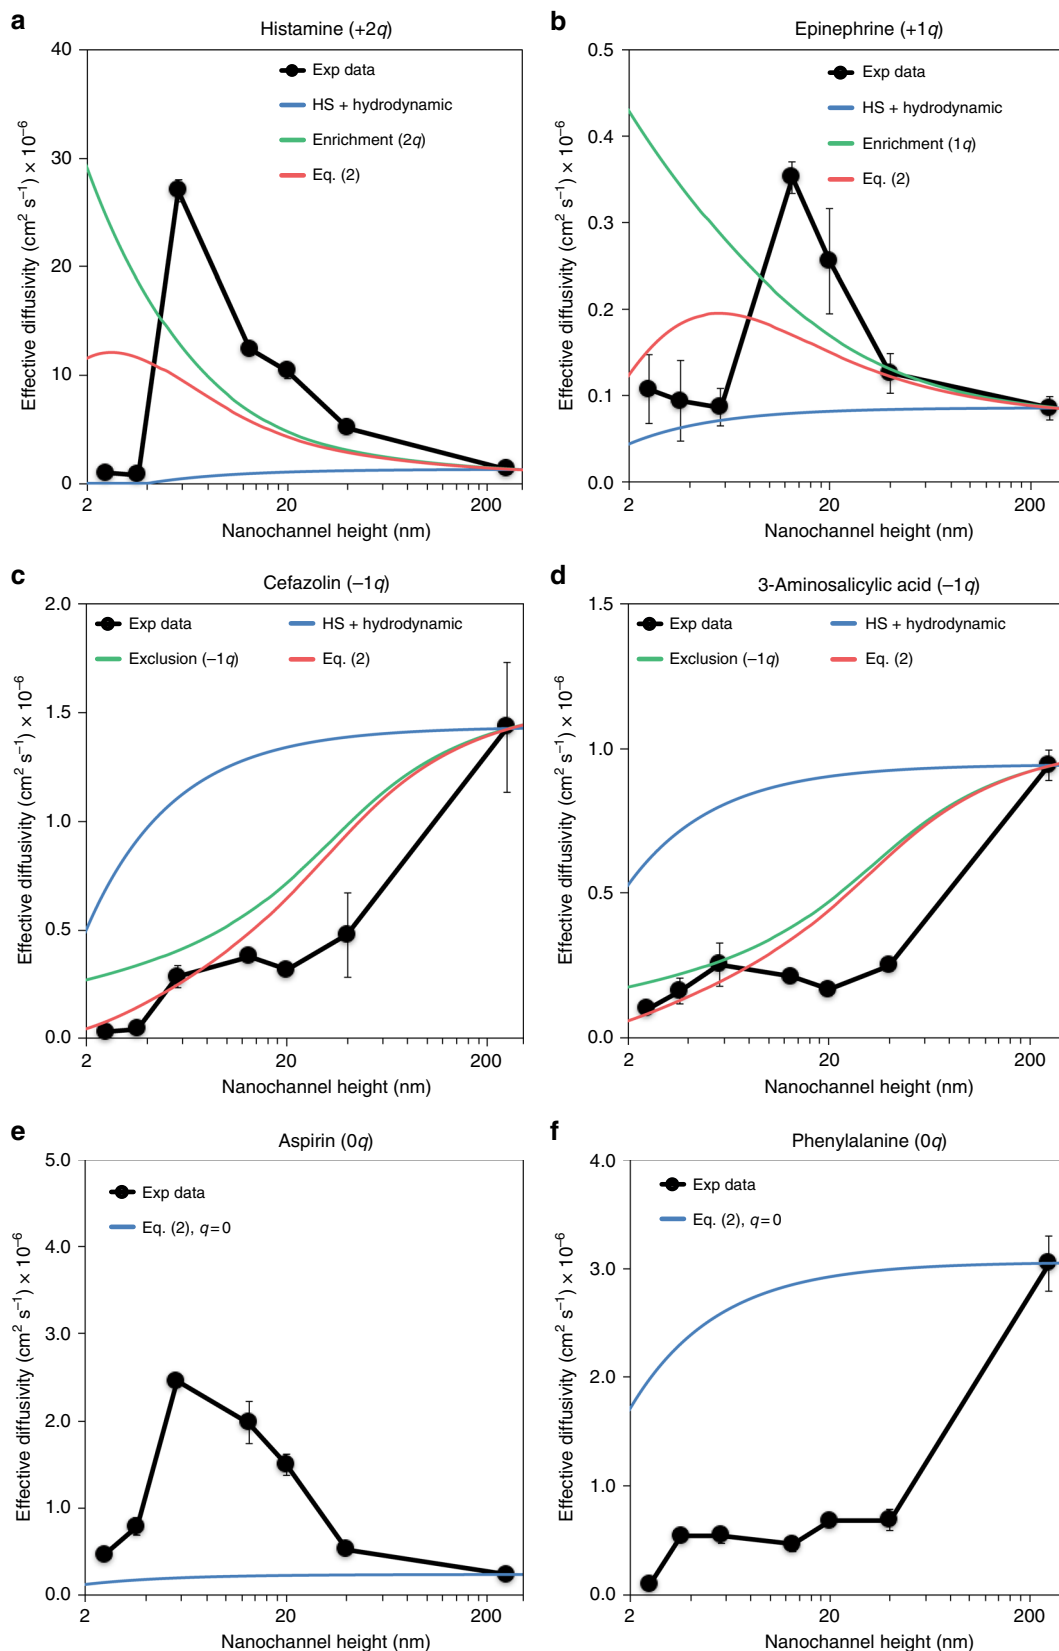 a
Histamine (+2q)
Effective diffusivity (cm² s⁻¹) × 10⁻⁶
40
30
20
10
0
Exp data
HS + hydrodynamic
Enrichment (2q)
Eq. (2)
2
20
200
Nanochannel height (nm)
b
Epinephrine (+1q)
Effective diffusivity (cm² s⁻¹) × 10⁻⁶
0.5
0.4
0.3
0.2
0.1
0.0
Exp data
HS + hydrodynamic
Enrichment (1q)
Eq. (2)
2
20
200
Nanochannel height (nm)
c
Cefazolin (–1q)
Effective diffusivity (cm² s⁻¹) × 10⁻⁶
2.0
1.5
1.0
0.5
0.0
Exp data
HS + hydrodynamic
Exclusion (–1q)
Eq. (2)
2
20
200
Nanochannel height (nm)
d
3-Aminosalicylic acid (–1q)
Effective diffusivity (cm² s⁻¹) × 10⁻⁶
1.5
1.0
0.5
0.0
Exp data
HS + hydrodynamic
Exclusion (–1q)
Eq. (2)
2
20
200
Nanochannel height (nm)
e
Aspirin (0q)
Effective diffusivity (cm² s⁻¹) × 10⁻⁶
5.0
4.0
3.0
2.0
1.0
0.0
Exp data
Eq. (2), q=0
2
20
200
Nanochannel height (nm)
f
Phenylalanine (0q)
Effective diffusivity (cm² s⁻¹) × 10⁻⁶
4.0
3.0
2.0
1.0
0.0
Exp data
Eq. (2), q=0
2
20
200
Nanochannel height (nm)